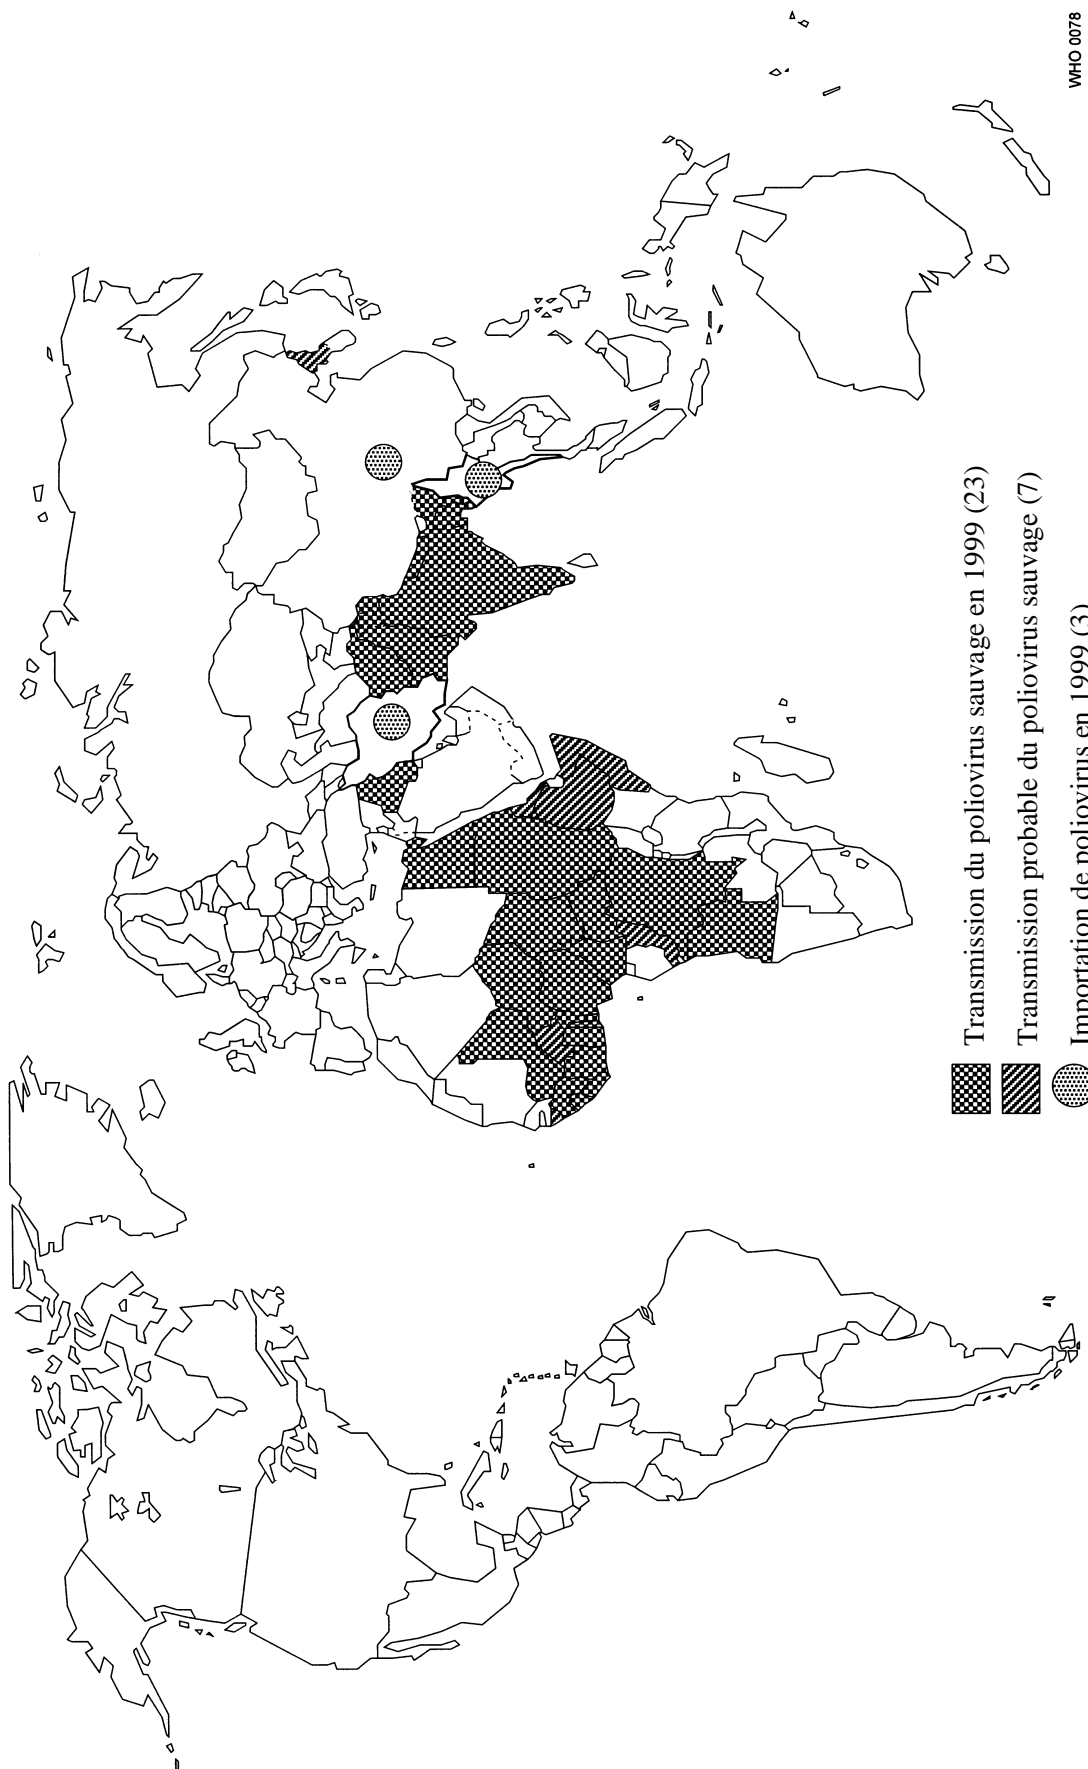 Transmission du poliovirus sauvage en 1999 (23)
Transmission probable du poliovirus sauvage (7)
Importation de poliovirus en 1999 (3)
WHO 0078